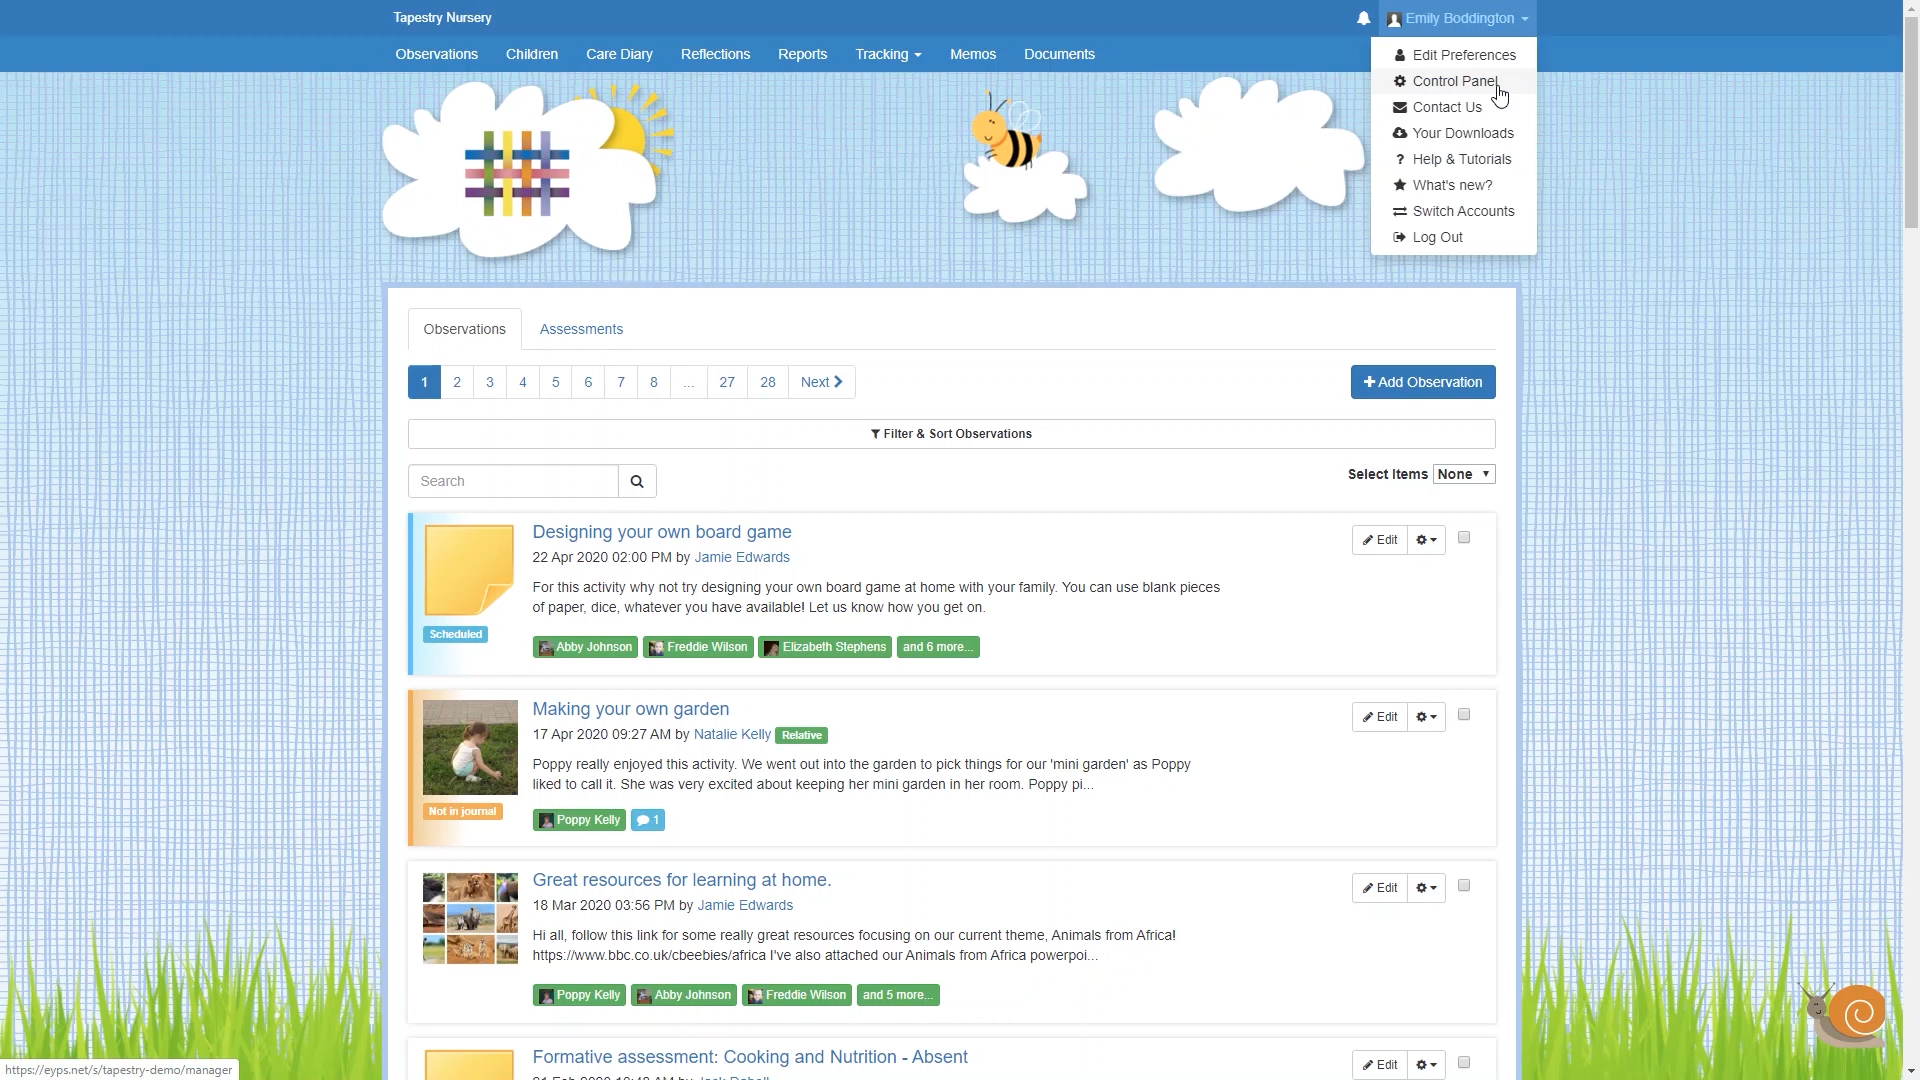 Tapestry Nursery
Emily Boddington
Observations Children Care Diary Reflections Reports Tracking Memos Documents
Edit Preferences
Control Panel
Contact Us
Your Downloads
? Help & Tutorials
What's new?
Switch Accounts
Log Out
Observations Assessments
1 2 3 4 5 6 7 8 ... 27 28 Next
+ Add Observation
Filter & Sort Observations
Search
Select Items None
Designing your own board game
22 Apr 2020 02:00 PM by Jamie Edwards
Edit
For this activity why not try designing your own board game at home with your family. You can use blank pieces
of paper, dice, whatever you have available! Let us know how you get on.
Scheduled
Abby Johnson Freddie Wilson Elizabeth Stephens and 6 more...
Making your own garden
17 Apr 2020 09:27 AM by Natalie Kelly Relative
Edit
Poppy really enjoyed this activity. We went out into the garden to pick things for our 'mini garden' as Poppy
liked to call it. She was very excited about keeping her mini garden in her room. Poppy pi...
Not in journal
Poppy Kelly 1
Great resources for learning at home.
18 Mar 2020 03:56 PM by Jamie Edwards
Edit
Hi all, follow this link for some really great resources focusing on our current theme, Animals from Africa!
https://www.bbc.co.uk/cbeebies/africa I've also attached our Animals from Africa powerpoi...
Poppy Kelly Abby Johnson Freddie Wilson and 5 more...
Formative assessment: Cooking and Nutrition - Absent
Edit
https://eyps.net/s/tapestry-demo/manager